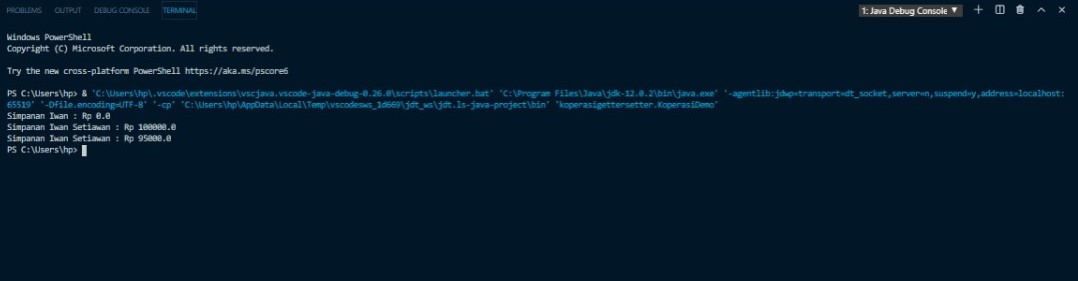 PROBLEMS OUTPUT DEBUG CONSOLE TERMINAL 1: Java Debug Console
Windows PowerShell
Copyright (C) Microsoft Corporation. All rights reserved.
Try the new cross-platform PowerShell https://aka.ms/pscore6
PS C:\Users\hp> & 'C:\Users\hp\.vscode\extensions\vscjava.vscode-java-debug-0.26.0\scripts\launcher.bat' 'C:\Program Files\Java\jdk-12.0.2\bin\java.exe' '-agentlib:jdwp=transport=dt_socket,server=n,suspend=y,address=localhost:
65519' '-Dfile.encoding=UTF-8' '-cp' 'C:\Users\hp\AppData\Local\Temp\vscodesws_1d669\jdt_ws\jdt.ls-java-project\bin' 'koperasigettersetter.KoperasiDemo'
Simpanan Iwan : Rp 0.0
Simpanan Iwan Setiawan : Rp 100000.0
Simpanan Iwan Setiawan : Rp 95000.0
PS C:\Users\hp>